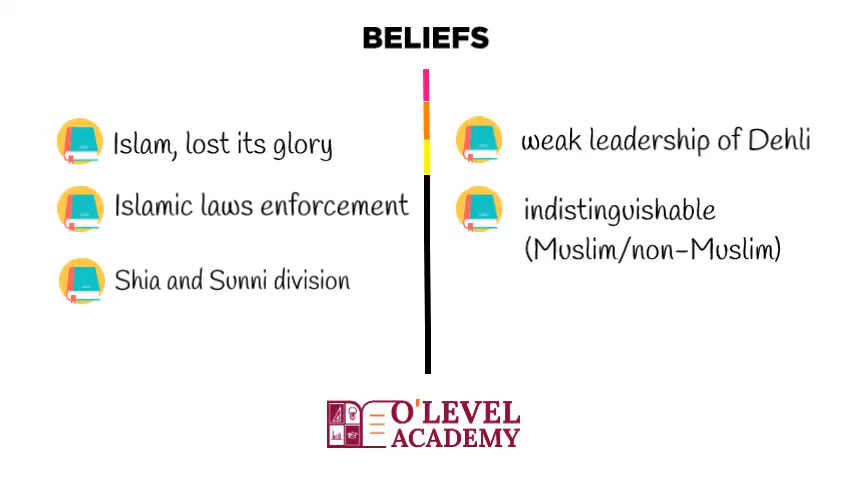 BELIEFS
Islam, lost its glory
Islamic laws enforcement
Shia and Sunni division
weak leadership of Dehli
indistinguishable
(Muslim/non-Muslim)
O'LEVEL
ACADEMY